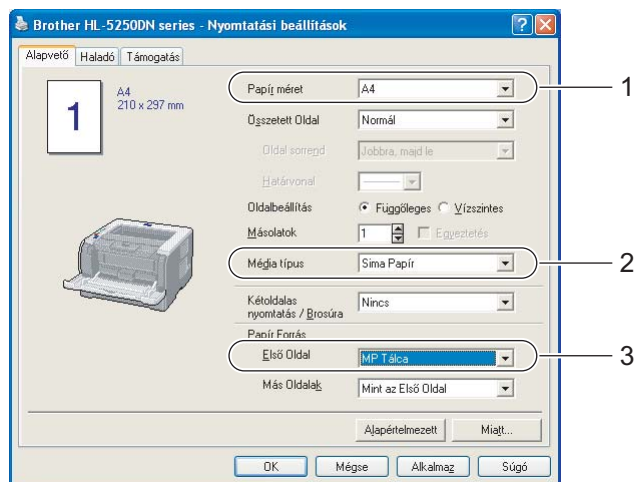 Brother HL-5250DN series - Nyomtatási beállítások
Alapvető Haladó Támogatás
1
A4
210 x 297 mm
Papír méret A4 1
Összetett Oldal Normál
Oldal sorrend Jobbra, majd le
Határvonal
Oldalbeállítás Függőleges Vízszintes
Másolatok 1 Egyeztetés
Média típus Sima Papír 2
Kétoldalas
nyomtatás / Brosúra Nincs
Papír Forrás
Első Oldal MP Tálca 3
Más Oldalak Mint az Első Oldal
Alapértelmezett Miatt...
OK Mégse Alkalmaz Súgó